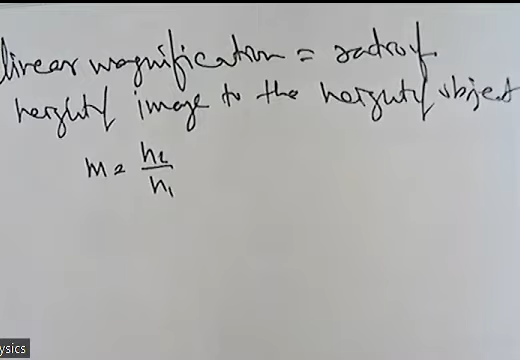 linear magnification = ratio of
height of image to the height of object
m = h2
h1
ysics